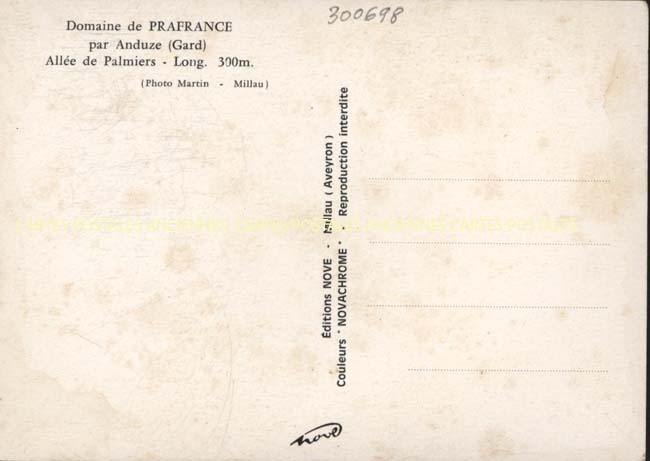 Domaine de PRAFRANCE
par Anduze (Gard)
Allée de Palmiers - Long. 300m.
(Photo Martin - Millau)
300698
Éditions NOVE - Millau ( Aveyron )
Couleurs " NOVACHROME " Reproduction interdite
nove